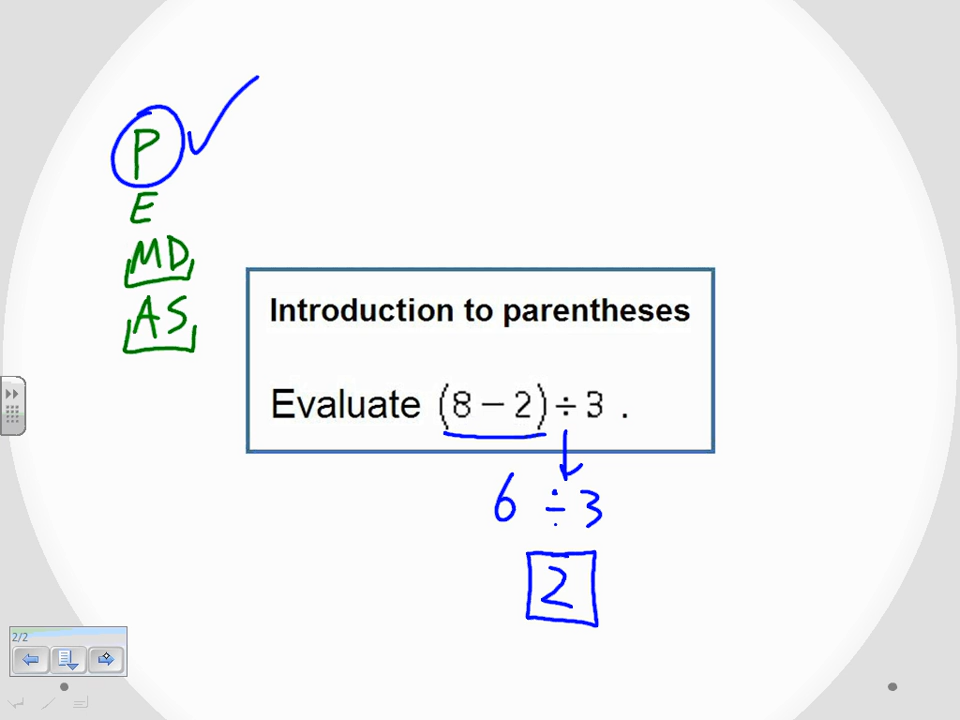 P
E
MD
AS
Introduction to parentheses
Evaluate (8 − 2) ÷ 3 .
6 ÷ 3
2
2/2